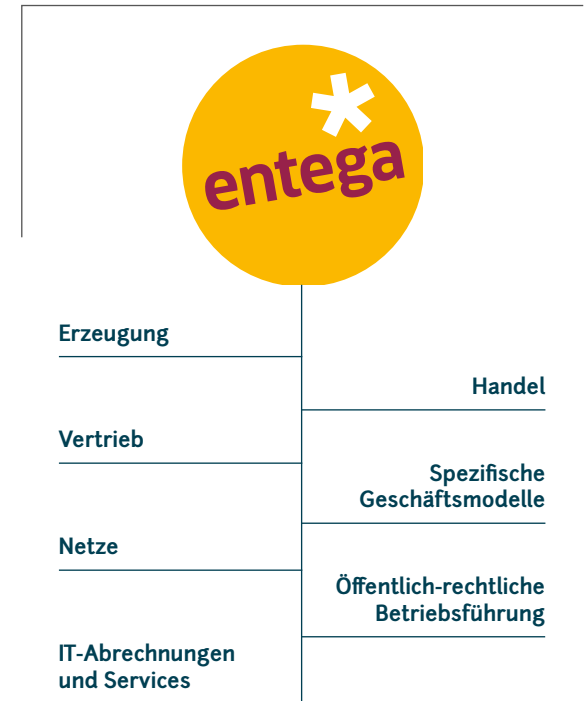 entega
Erzeugung
Handel
Vertrieb
Spezifische
Geschäftsmodelle
Netze
Öffentlich-rechtliche
Betriebsführung
IT-Abrechnungen
und Services